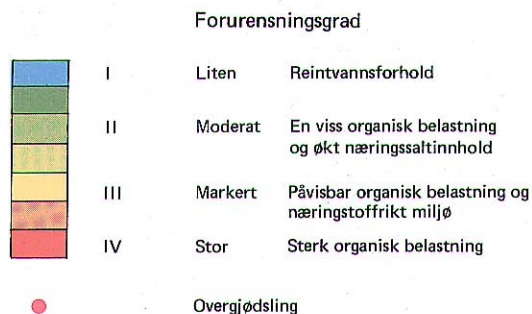 Forurensningsgrad
I Liten Reintvannsforhold
II Moderat En viss organisk belastning
og økt næringssaltinnhold
III Markert Påvisbar organisk belastning og
næringstoffrikt miljø
IV Stor Sterk organisk belastning
Overgjødsling